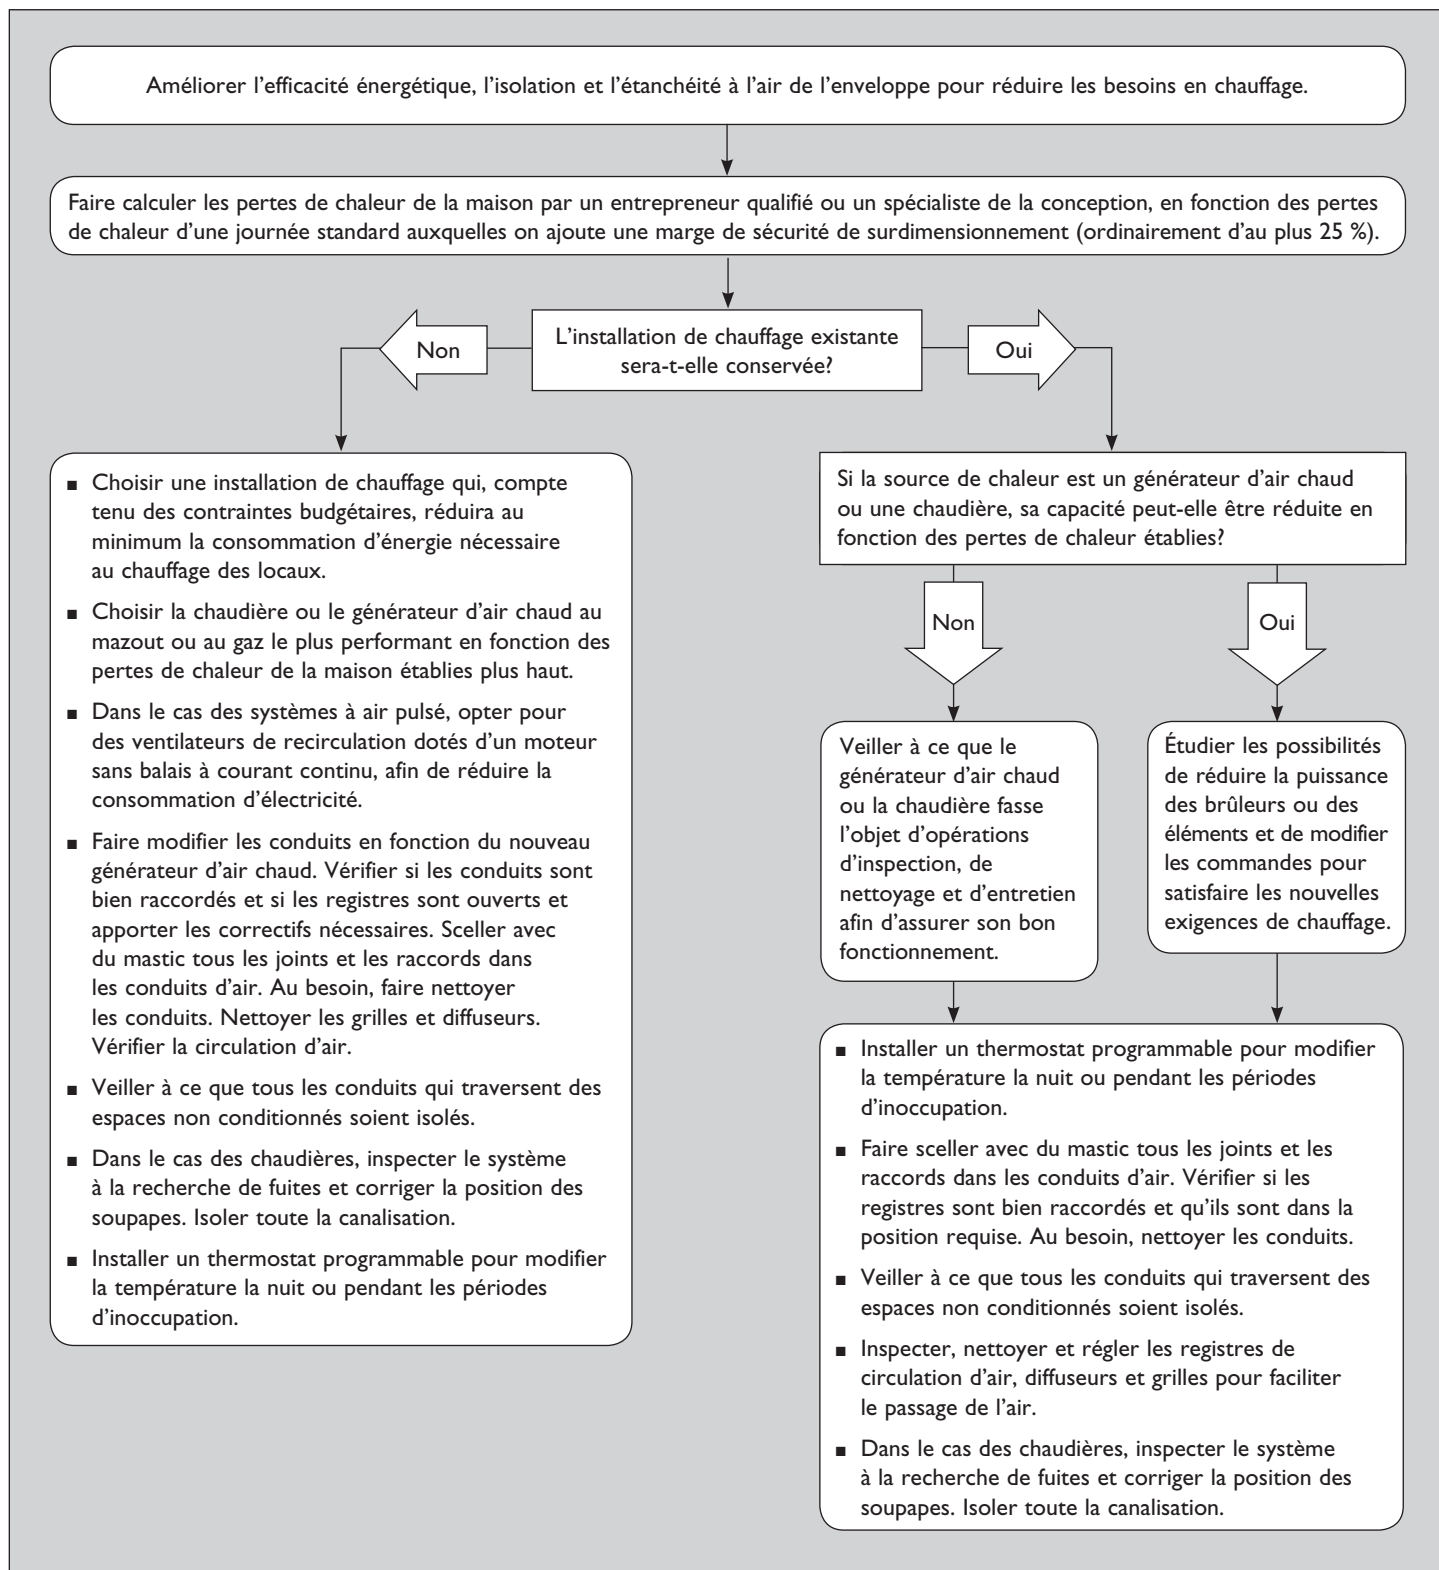 Améliorer l'efficacité énergétique, l'isolation et l'étanchéité à l'air de l'enveloppe pour réduire les besoins en chauffage.
Faire calculer les pertes de chaleur de la maison par un entrepreneur qualifié ou un spécialiste de la conception, en fonction des pertes
de chaleur d'une journée standard auxquelles on ajoute une marge de sécurité de surdimensionnement (ordinairement d'au plus 25 %).
L'installation de chauffage existante
sera-t-elle conservée?
Non
Oui
■ Choisir une installation de chauffage qui, compte
tenu des contraintes budgétaires, réduira au
minimum la consommation d'énergie nécessaire
au chauffage des locaux.
■ Choisir la chaudière ou le générateur d'air chaud au
mazout ou au gaz le plus performant en fonction des
pertes de chaleur de la maison établies plus haut.
■ Dans le cas des systèmes à air pulsé, opter pour
des ventilateurs de recirculation dotés d'un moteur
sans balais à courant continu, afin de réduire la
consommation d'électricité.
■ Faire modifier les conduits en fonction du nouveau
générateur d'air chaud. Vérifier si les conduits sont
bien raccordés et si les registres sont ouverts et
apporter les correctifs nécessaires. Sceller avec
du mastic tous les joints et les raccords dans
les conduits d'air. Au besoin, faire nettoyer
les conduits. Nettoyer les grilles et diffuseurs.
Vérifier la circulation d'air.
■ Veiller à ce que tous les conduits qui traversent des
espaces non conditionnés soient isolés.
■ Dans le cas des chaudières, inspecter le système
à la recherche de fuites et corriger la position des
soupapes. Isoler toute la canalisation.
■ Installer un thermostat programmable pour modifier
la température la nuit ou pendant les périodes
d'inoccupation.
Si la source de chaleur est un générateur d'air chaud
ou une chaudière, sa capacité peut-elle être réduite en
fonction des pertes de chaleur établies?
Non
Oui
Veiller à ce que le
générateur d'air chaud
ou la chaudière fasse
l'objet d'opérations
d'inspection, de
nettoyage et d'entretien
afin d'assurer son bon
fonctionnement.
Étudier les possibilités
de réduire la puissance
des brûleurs ou des
éléments et de modifier
les commandes pour
satisfaire les nouvelles
exigences de chauffage.
■ Installer un thermostat programmable pour modifier
la température la nuit ou pendant les périodes
d'inoccupation.
■ Faire sceller avec du mastic tous les joints et les
raccords dans les conduits d'air. Vérifier si les
registres sont bien raccordés et qu'ils sont dans la
position requise. Au besoin, nettoyer les conduits.
■ Veiller à ce que tous les conduits qui traversent des
espaces non conditionnés soient isolés.
■ Inspecter, nettoyer et régler les registres de
circulation d'air, diffuseurs et grilles pour faciliter
le passage de l'air.
■ Dans le cas des chaudières, inspecter le système
à la recherche de fuites et corriger la position des
soupapes. Isoler toute la canalisation.